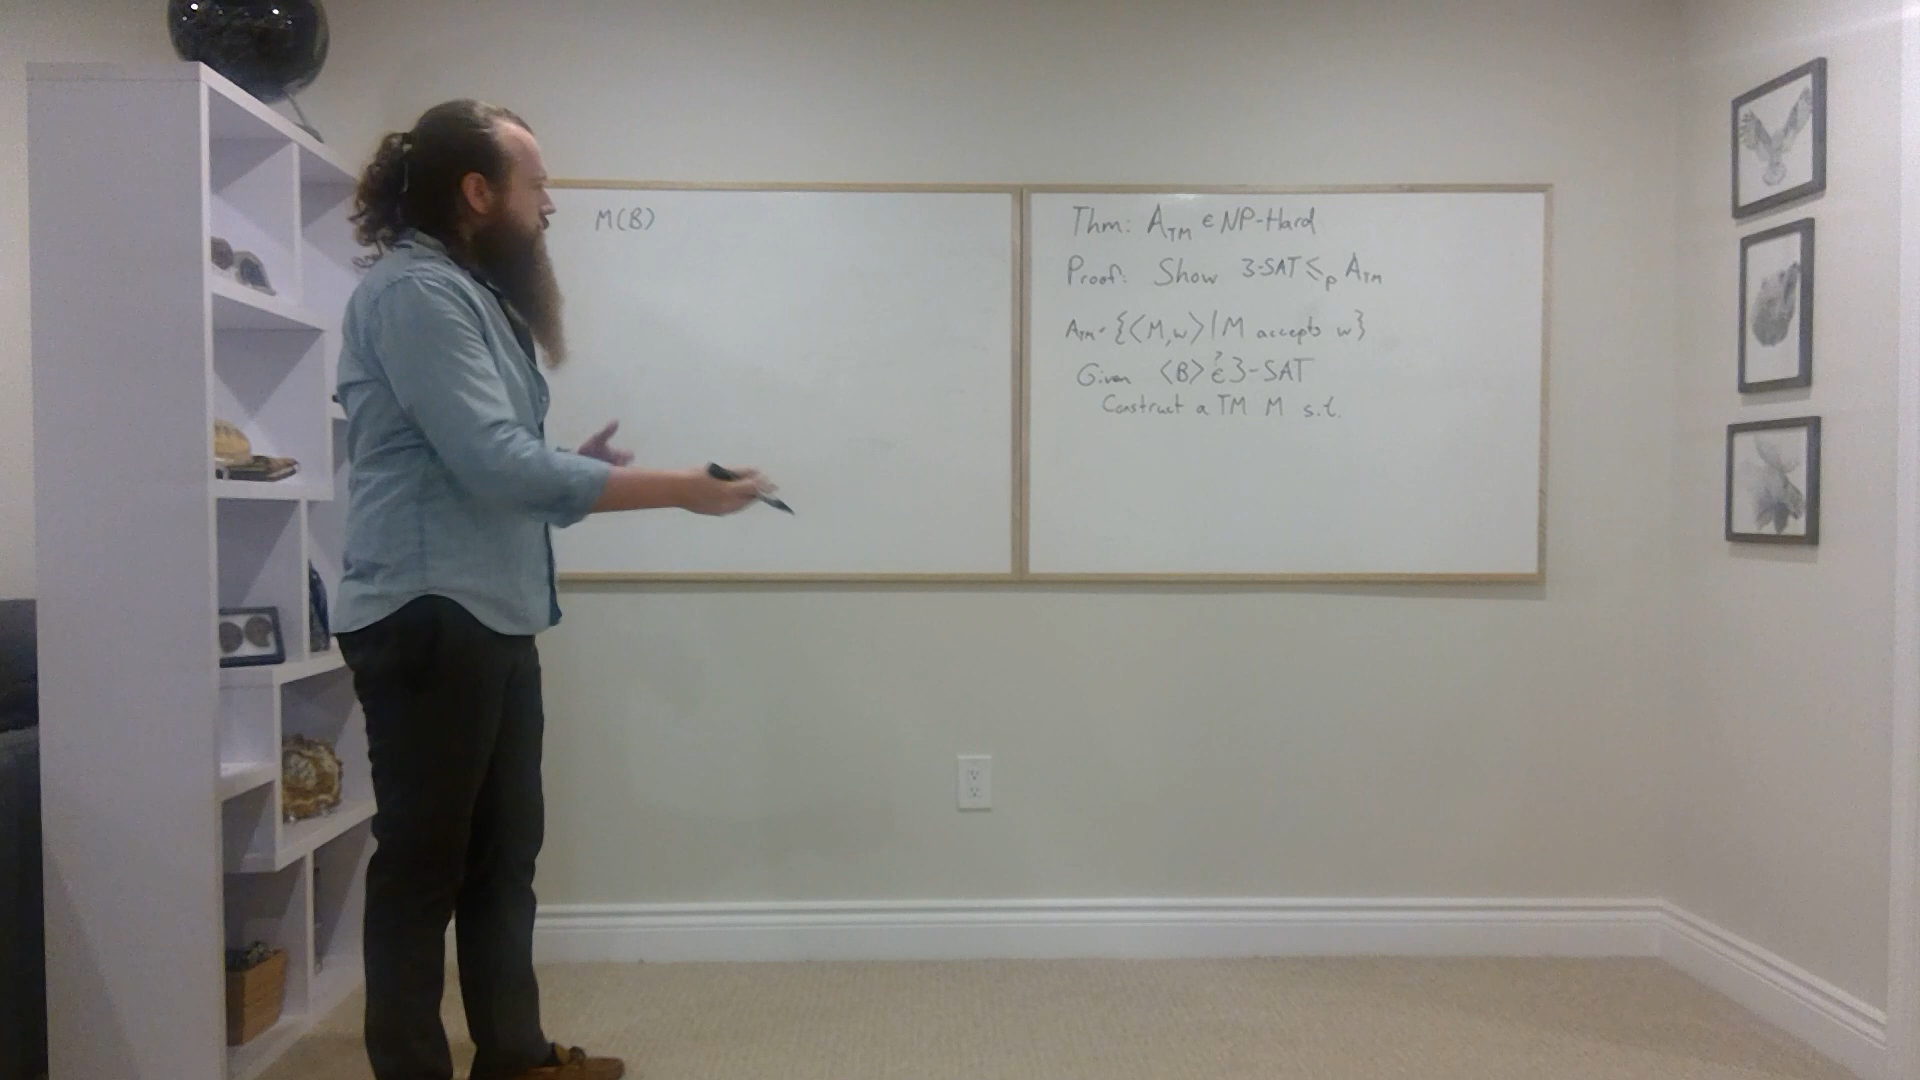 M(B)
Thm: A_TM ∈ NP-Hard
Proof: Show 3-SAT ≤_p A_TM
A_TM = {⟨M,w⟩ | M accepts w}
Given ⟨B⟩ ∈? 3-SAT
Construct a TM M s.t.